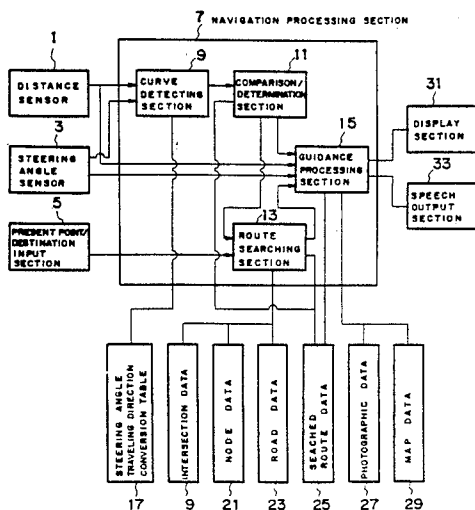 7 NAVIGATION PROCESSING SECTION
1
DISTANCE
SENSOR
9
CURVE
DETECTING
SECTION
11
COMPARISON/
DETERMINATION
SECTION
31
DISPLAY
SECTION
3
STEERING
ANGLE
SENSOR
15
GUIDANCE
PROCESSING
SECTION
33
SPEECH
OUTPUT
SECTION
5
PRESENT POINT/
DESTINATION
INPUT
SECTION
13
ROUTE
SEARCHING
SECTION
STEERING ANGLE
TRAVELING DIRECTION
CONVERSION TABLE
INTERSECTION DATA
NODE DATA
ROAD DATA
SEACHED
ROUTE DATA
PHOTOGRAPHIC DATA
MAP DATA
17
9
21
23
25
27
29